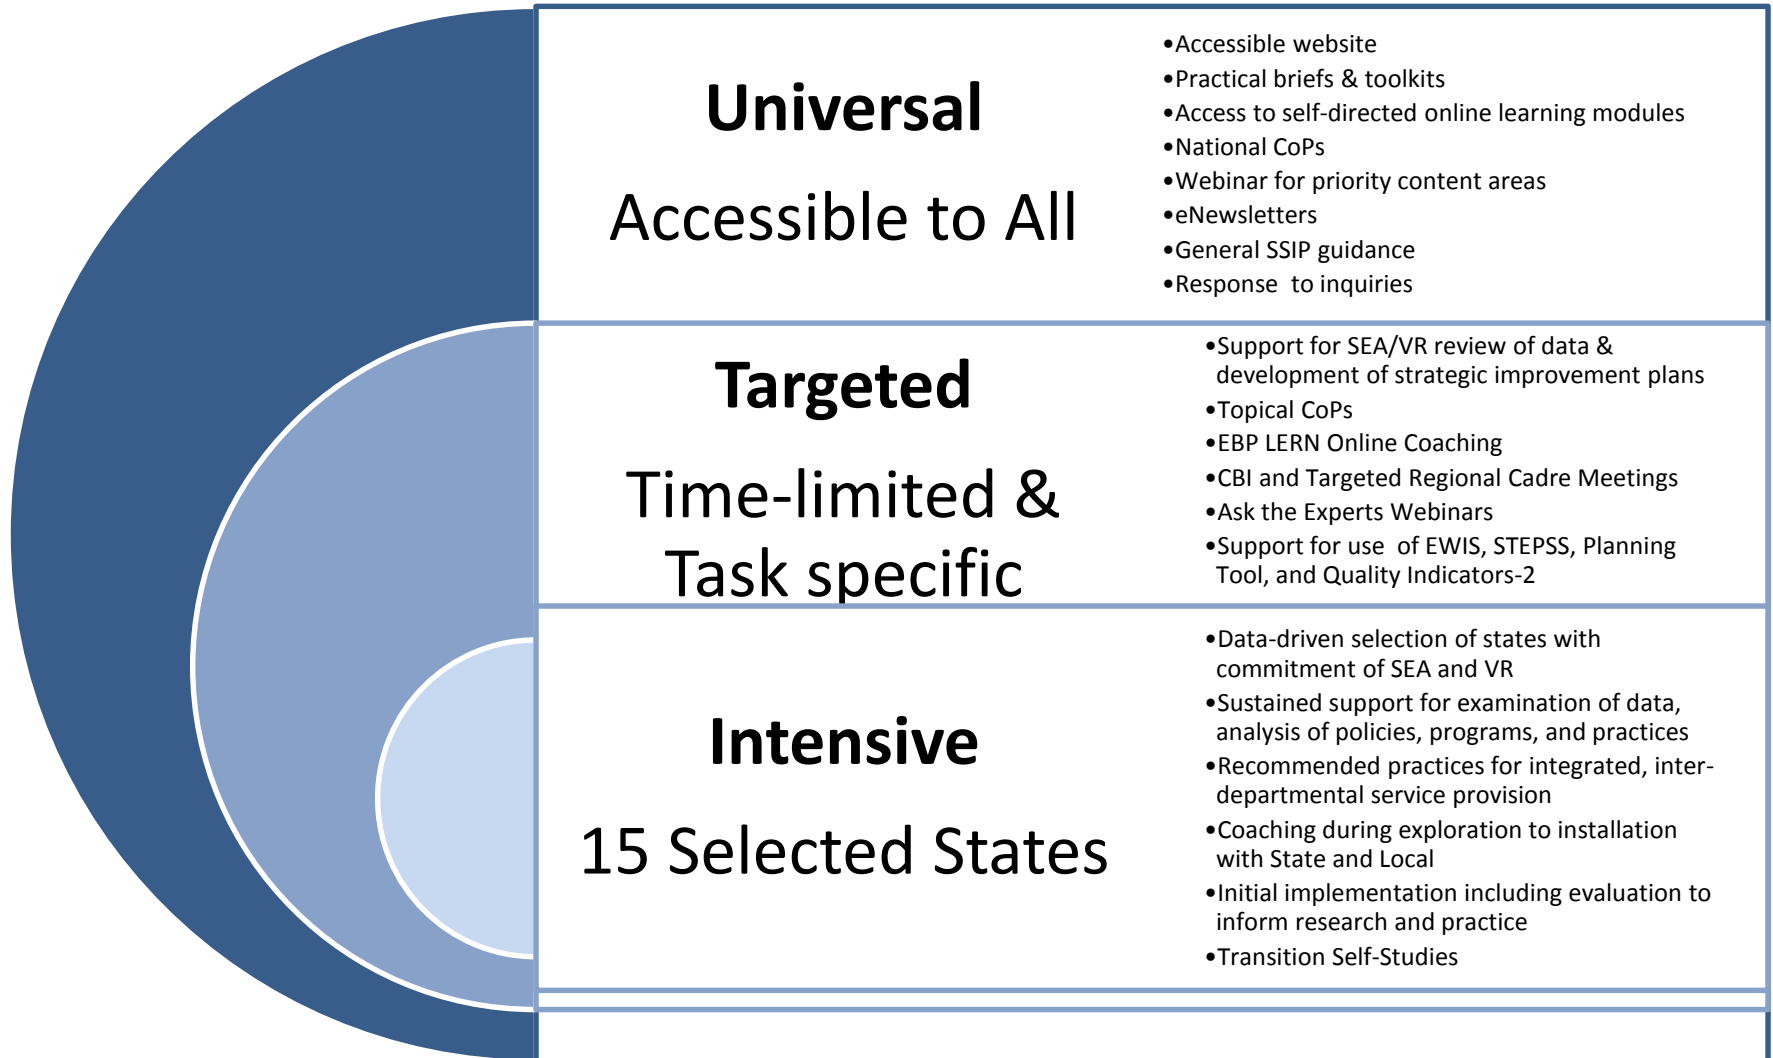 Universal
Accessible to All
•Accessible website
•Practical briefs & toolkits
•Access to self-directed online learning modules
•National CoPs
•Webinar for priority content areas
•eNewsletters
•General SSIP guidance
•Response  to inquiries
Targeted
Time-limited &
Task specific
•Support for SEA/VR review of data &
development of strategic improvement plans
•Topical CoPs
•EBP LERN Online Coaching
•CBI and Targeted Regional Cadre Meetings
•Ask the Experts Webinars
•Support for use  of EWIS, STEPSS, Planning
Tool, and Quality Indicators-2
Intensive
15 Selected States
•Data-driven selection of states with
commitment of SEA and VR
•Sustained support for examination of data,
analysis of policies, programs, and practices
•Recommended practices for integrated, inter-
departmental service provision
•Coaching during exploration to installation
with State and Local
•Initial implementation including evaluation to
inform research and practice
•Transition Self-Studies